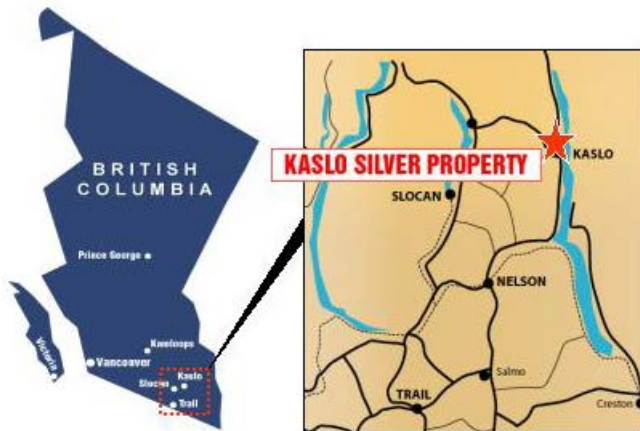 BRITISH
COLUMBIA
Prince George
Kamloops
Vancouver
Victoria
Slocan
Kaslo
Trail
KASLO SILVER PROPERTY
KASLO
SLOCAN
NELSON
Salmo
TRAIL
Creston